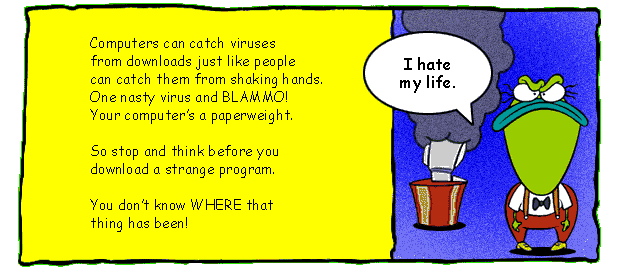 Computers can catch viruses
from downloads just like people
can catch them from shaking hands.
One nasty virus and BLAMMO!
Your computer's a paperweight.
So stop and think before you
download a strange program.
You don't know WHERE that
thing has been!
I hate
my life.